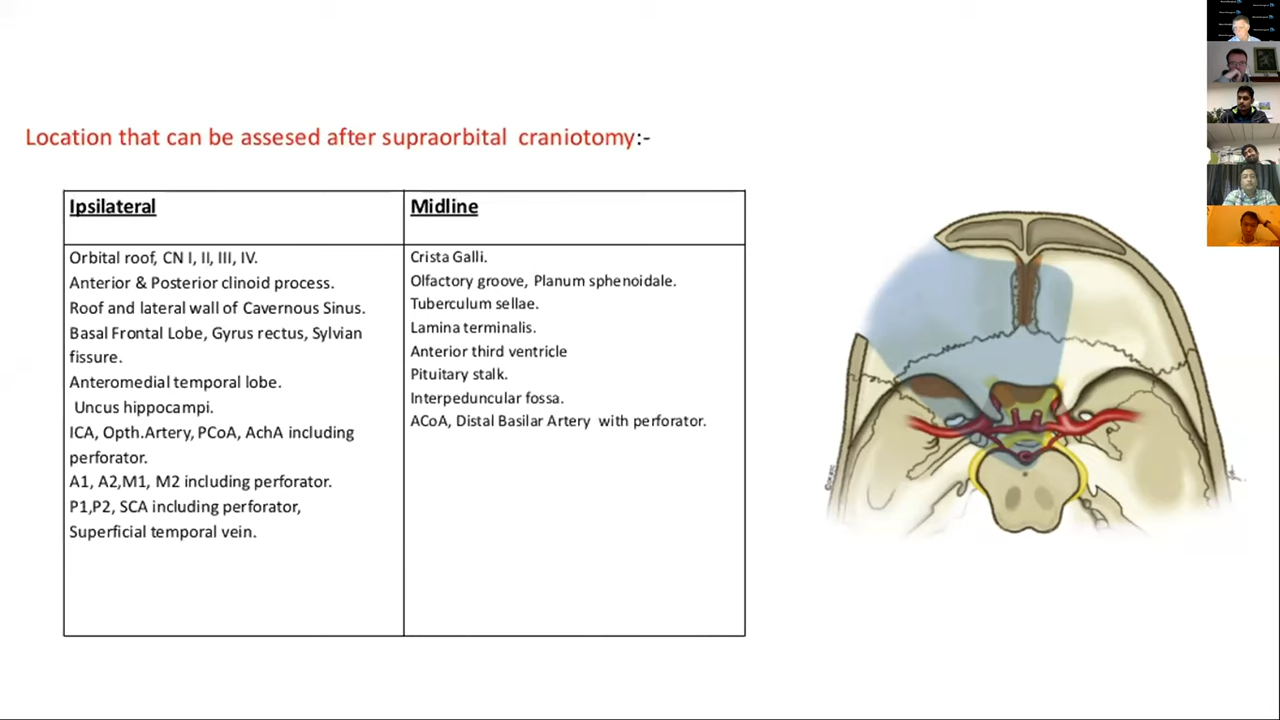 Location that can be assesed after supraorbital craniotomy:-
Ipsilateral
Orbital roof, CN I, II, III, IV.
Anterior & Posterior clinoid process.
Roof and lateral wall of Cavernous Sinus.
Basal Frontal Lobe, Gyrus rectus, Sylvian
fissure.
Anteromedial temporal lobe.
Uncus hippocampi.
ICA, Opth.Artery, PCoA, AchA including
perforator.
A1, A2,M1, M2 including perforator.
P1,P2, SCA including perforator,
Superficial temporal vein.
Midline
Crista Galli.
Olfactory groove, Planum sphenoidale.
Tuberculum sellae.
Lamina terminalis.
Anterior third ventricle
Pituitary stalk.
Interpeduncular fossa.
ACoA, Distal Basilar Artery with perforator.